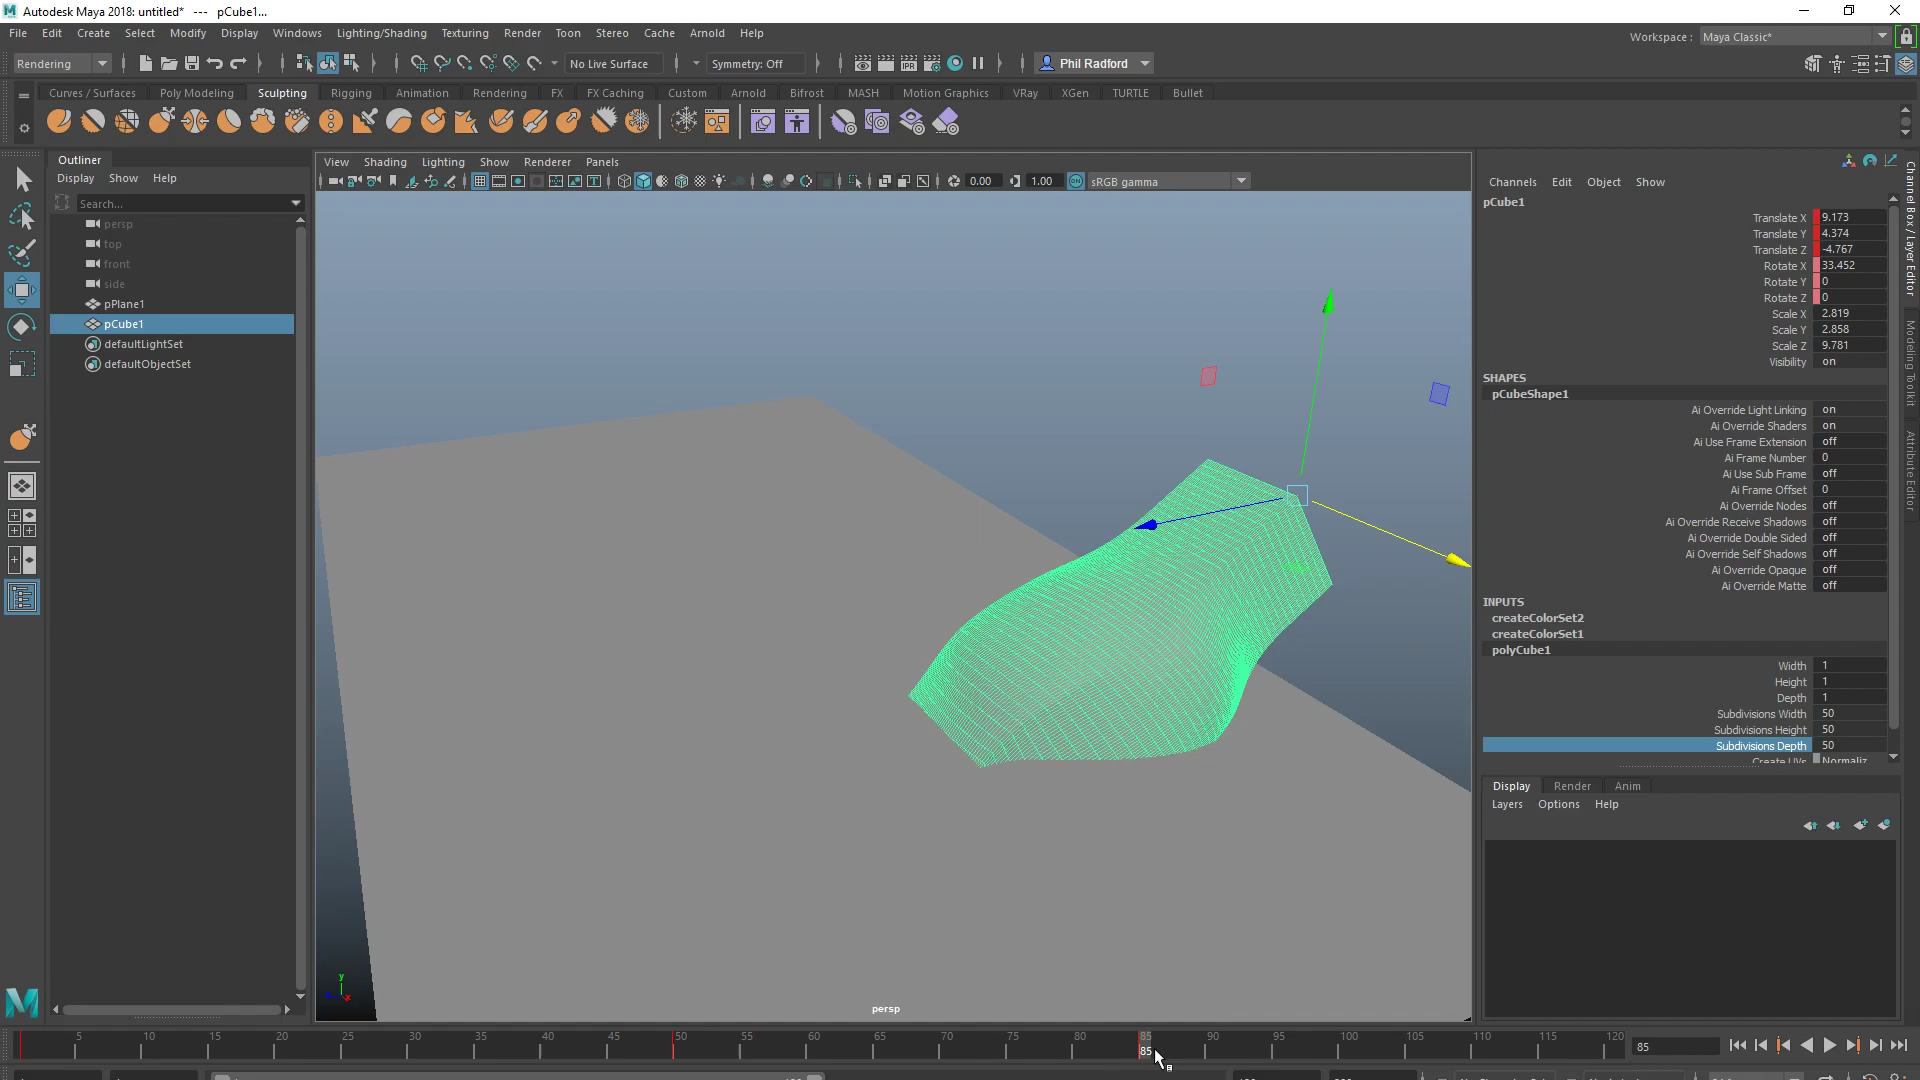 Autodesk Maya 2018: untitled* --- pCube1...
File Edit Create Select Modify Display Windows Lighting/Shading Texturing Render Toon Stereo Cache Arnold Help
Workspace : Maya Classic*
Rendering No Live Surface Symmetry: Off Phil Radford
Curves / Surfaces Poly Modeling Sculpting Rigging Animation Rendering FX FX Caching Custom Arnold Bifrost MASH Motion Graphics VRay XGen TURTLE Bullet
Outliner
Display Show Help
Search...
persp
top
front
side
pPlane1
pCube1
defaultLightSet
defaultObjectSet
View Shading Lighting Show Renderer Panels
0.00 1.00 sRGB gamma
persp
y
x
Channels Edit Object Show
pCube1
Translate X 9.173
Translate Y 4.374
Translate Z -4.767
Rotate X 33.452
Rotate Y 0
Rotate Z 0
Scale X 2.819
Scale Y 2.858
Scale Z 9.781
Visibility on
SHAPES
pCubeShape1
Ai Override Light Linking on
Ai Override Shaders on
Ai Use Frame Extension off
Ai Frame Number 0
Ai Use Sub Frame off
Ai Frame Offset 0
Ai Override Nodes off
Ai Override Receive Shadows off
Ai Override Double Sided off
Ai Override Self Shadows off
Ai Override Opaque off
Ai Override Matte off
INPUTS
createColorSet2
createColorSet1
polyCube1
Width 1
Height 1
Depth 1
Subdivisions Width 50
Subdivisions Height 50
Subdivisions Depth 50
Create UVs Normaliz
Display Render Anim
Layers Options Help
Channel Box / Layer Editor
Modeling Toolkit
Attribute Editor
5 10 15 20 25 30 35 40 45 50 55 60 65 70 75 80 85 90 95 100 105 110 115 120
85
85